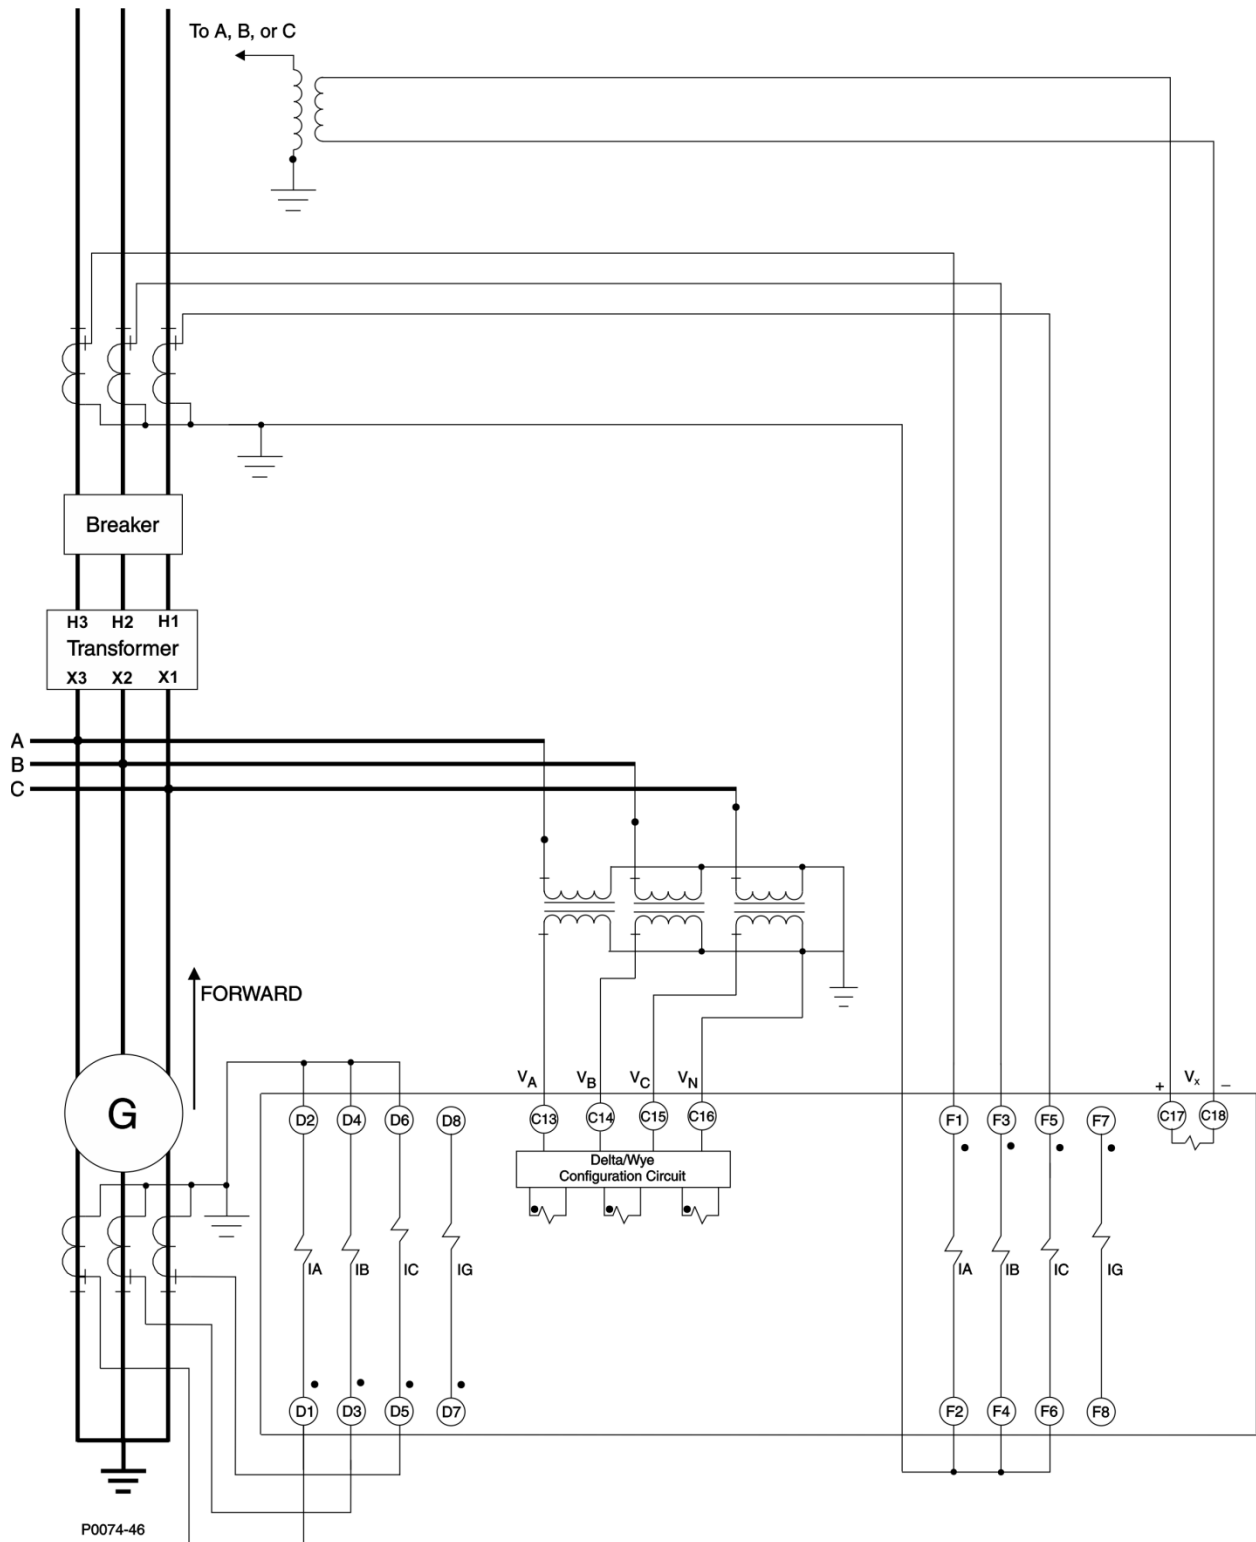 To A, B, or C
Breaker
H3 H2 H1
Transformer
X3 X2 X1
A
B
C
FORWARD
G
VA VB VC VN + Vx –
D2 D4 D6 D8 C13 C14 C15 C16 F1 F3 F5 F7 C17 C18
Delta/Wye
Configuration Circuit
IA IB IC IG IA IB IC IG
D1 D3 D5 D7 F2 F4 F6 F8
P0074-46